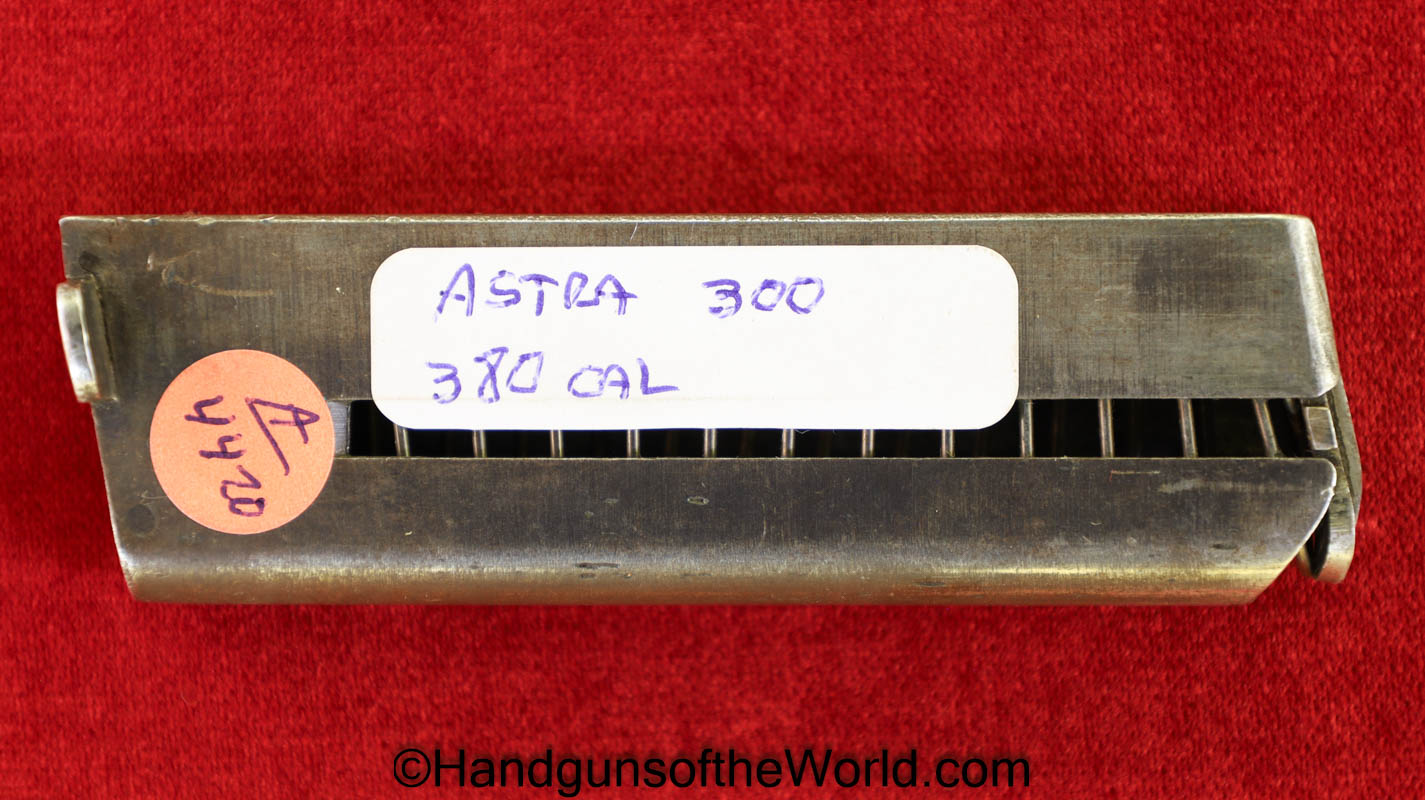 ASTRA 300
380 CAL
A/
4420
©HandgunsoftheWorld.com